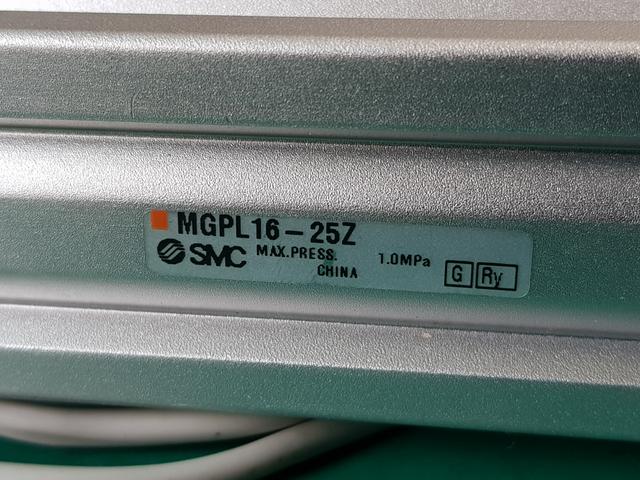 MGPL16-25Z
SMC MAX.PRESS. 1.0MPa
CHINA G Ry